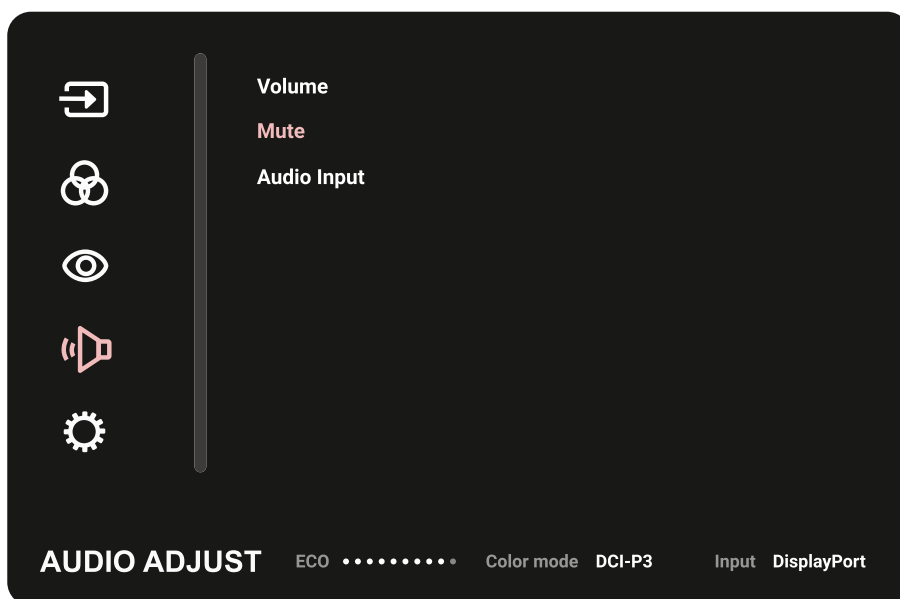 Volume
Mute
Audio Input
AUDIO ADJUST ECO Color mode DCI-P3 Input DisplayPort